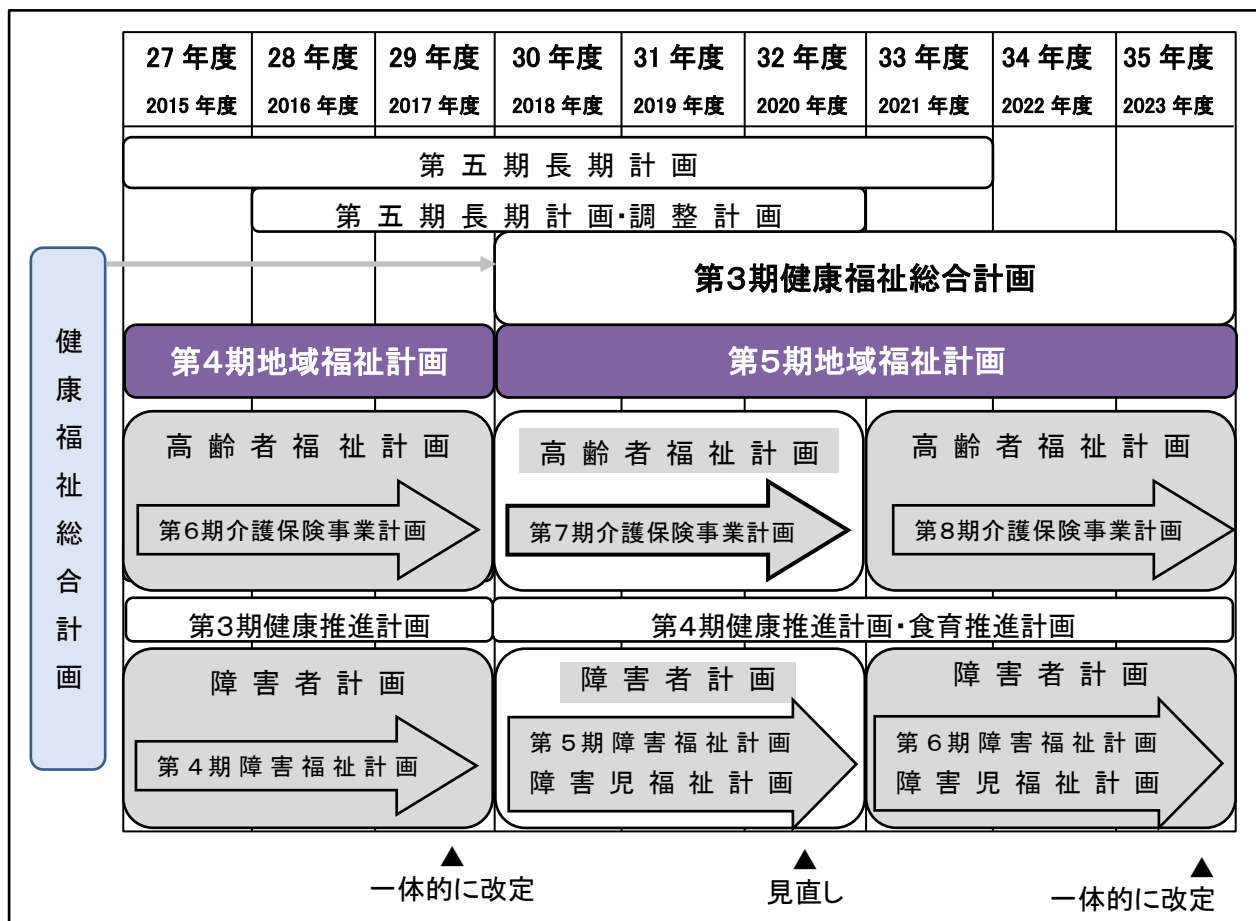 27 年度 28 年度 29 年度 30 年度 31 年度 32 年度 33 年度 34 年度 35 年度
2015 年度 2016 年度 2017 年度 2018 年度 2019 年度 2020 年度 2021 年度 2022 年度 2023 年度
第五期長期計画
第五期長期計画・調整計画
健康福祉総合計画
第3期健康福祉総合計画
第4期地域福祉計画 第5期地域福祉計画
高齢者福祉計画 高齢者福祉計画 高齢者福祉計画
第6期介護保険事業計画 第7期介護保険事業計画 第8期介護保険事業計画
第3期健康推進計画 第4期健康推進計画・食育推進計画
障害者計画 障害者計画 障害者計画
第4期障害福祉計画 第5期障害福祉計画 第6期障害福祉計画
障害児福祉計画 障害児福祉計画
▲ ▲ ▲
一体的に改定 見直し 一体的に改定